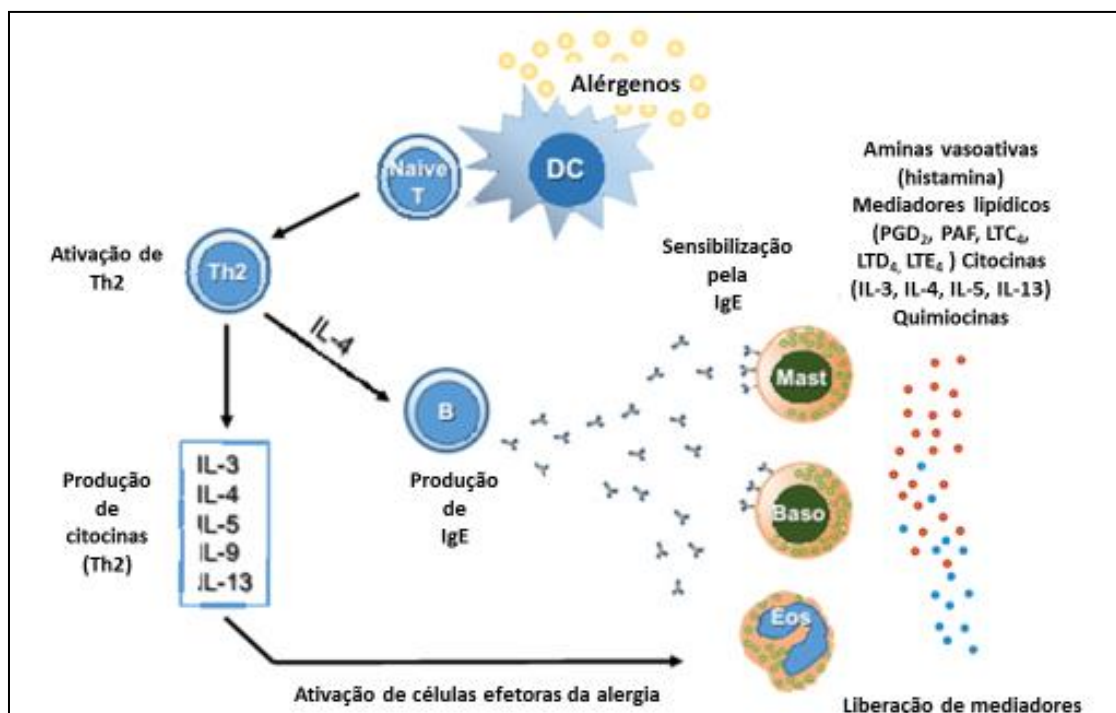 Alérgenos
Naive
T
DC
Ativação de
Th2
Th2
IL-4
B
Produção
de
IgE
Produção
de
citocinas
(Th2)
IL-3
IL-4
IL-5
IL-9
IL-13
Sensibilização
pela
IgE
Mast
Baso
Eos
Aminas vasoativas
(histamina)
Mediadores lipídicos
(PGD2, PAF, LTC4,
LTD4, LTE4 ) Citocinas
(IL-3, IL-4, IL-5, IL-13)
Quimiocinas
Ativação de células efetoras da alergia
Liberação de mediadores